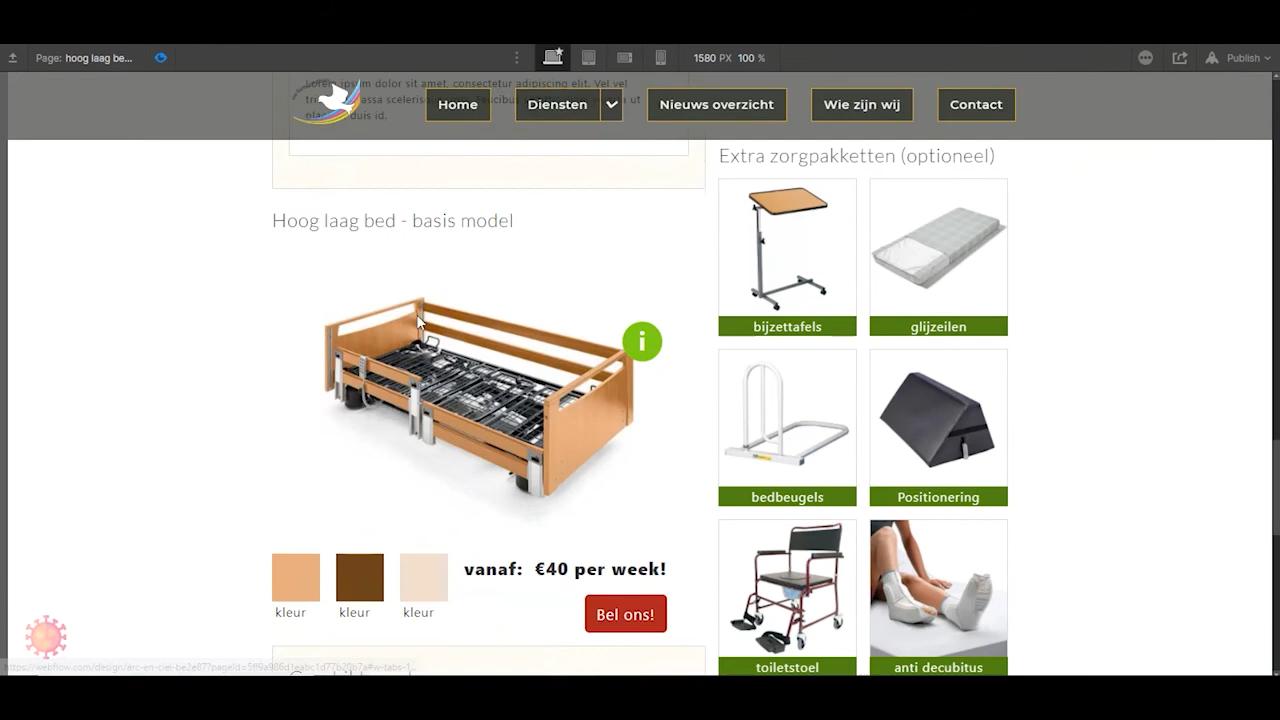 Page: hoog laag be...
1580 PX 100 %
Publish
Home
Diensten
Nieuws overzicht
Wie zijn wij
Contact
Lorem ipsum dolor sit amet, consectetur adipiscing elit. Vel vel
duis id.
Hoog laag bed - basis model
i
kleur
kleur
kleur
vanaf: €40 per week!
Bel ons!
Extra zorgpakketten (optioneel)
bijzettafels
glijzeilen
bedbeugels
Positionering
toiletstoel
anti decubitus